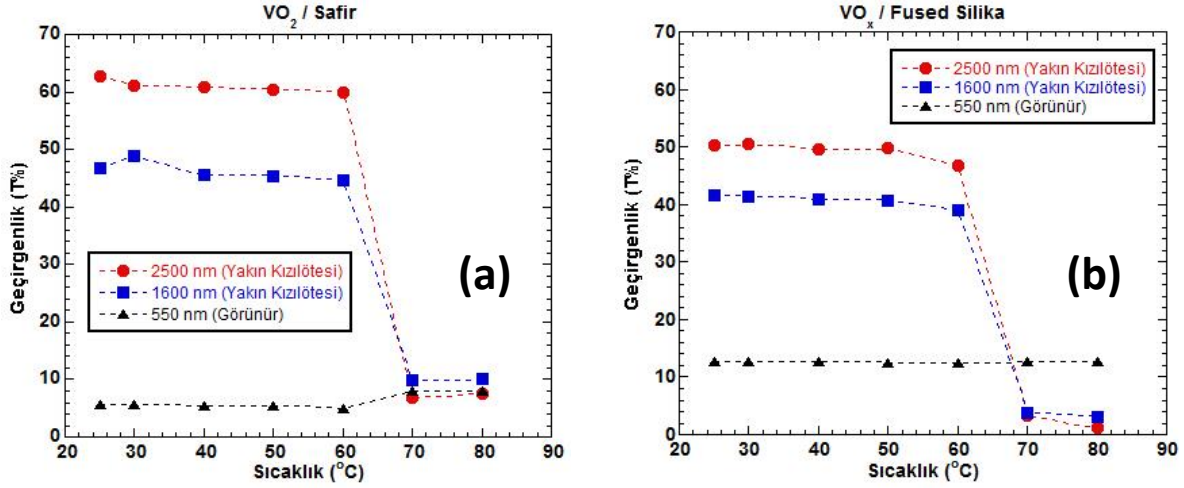 VO₂ / Safir
Geçirgenlik (T%)
70
60
50
40
30
20
10
0
2500 nm (Yakın Kızılötesi)
1600 nm (Yakın Kızılötesi)
550 nm (Görünür)
(a)
20 30 40 50 60 70 80 90
Sıcaklık (°C)
VOₓ / Fused Silika
Geçirgenlik (T%)
70
60
50
40
30
20
10
0
2500 nm (Yakın Kızılötesi)
1600 nm (Yakın Kızılötesi)
550 nm (Görünür)
(b)
20 30 40 50 60 70 80 90
Sıcaklık (°C)